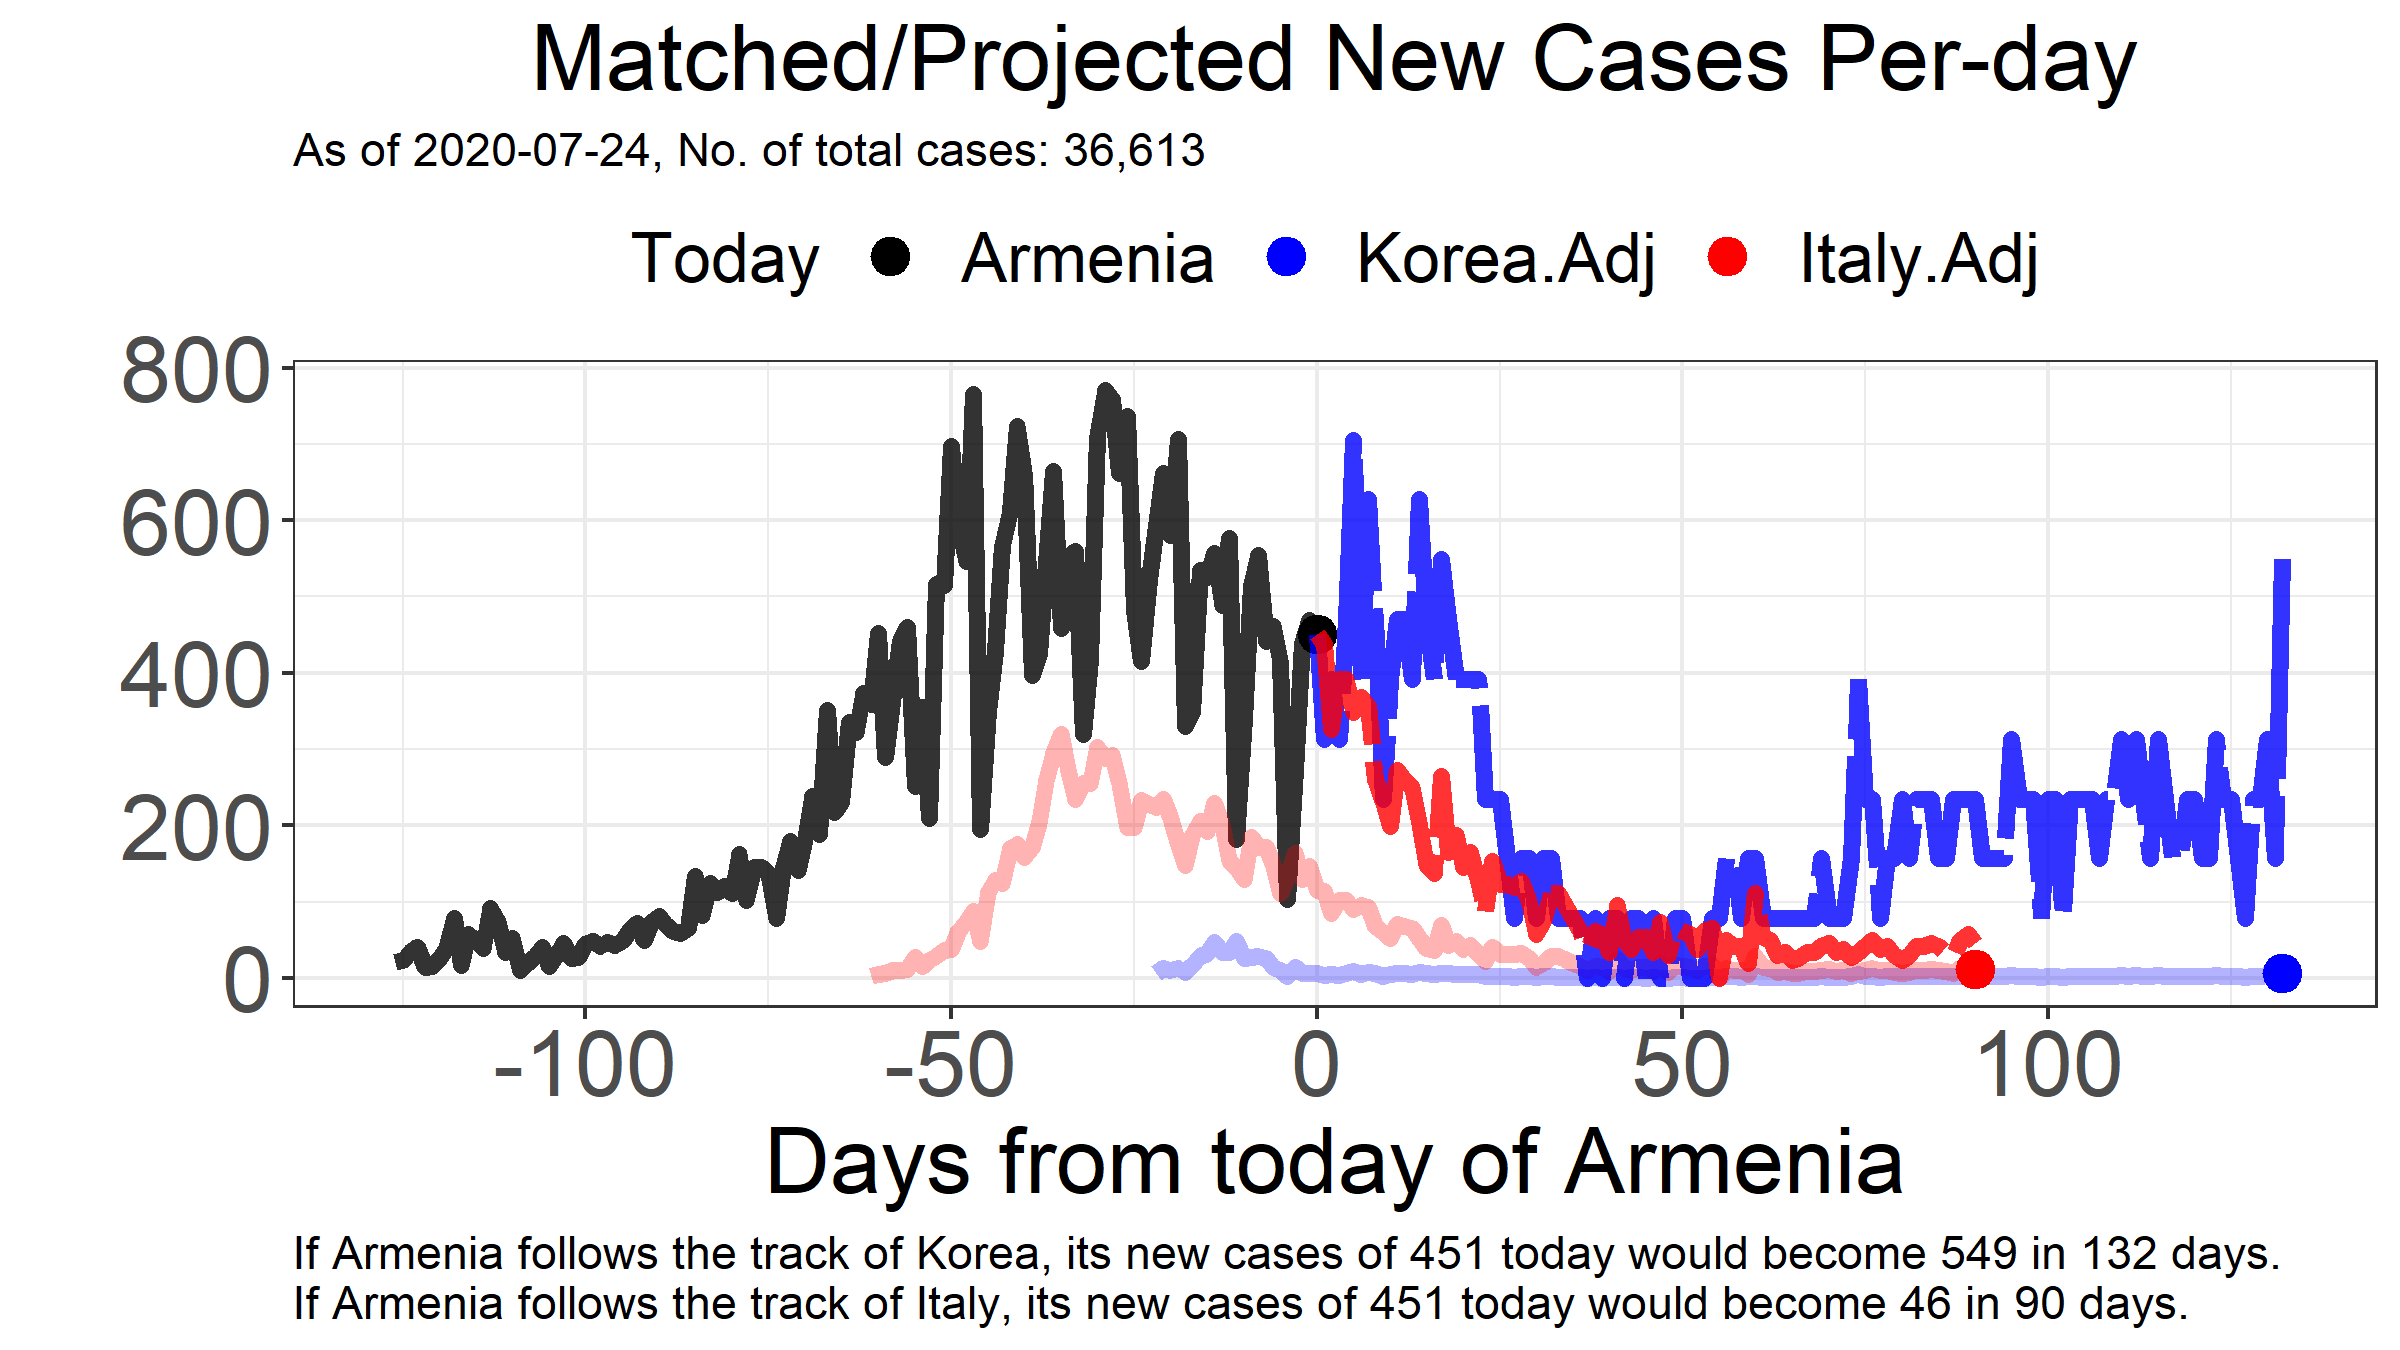 Matched/Projected New Cases Per-day
As of 2020-07-24, No. of total cases: 36,613
Today Armenia Korea.Adj Italy.Adj
800
600
400
200
0
-100 -50 0 50 100
Days from today of Armenia
If Armenia follows the track of Korea, its new cases of 451 today would become 549 in 132 days.
If Armenia follows the track of Italy, its new cases of 451 today would become 46 in 90 days.